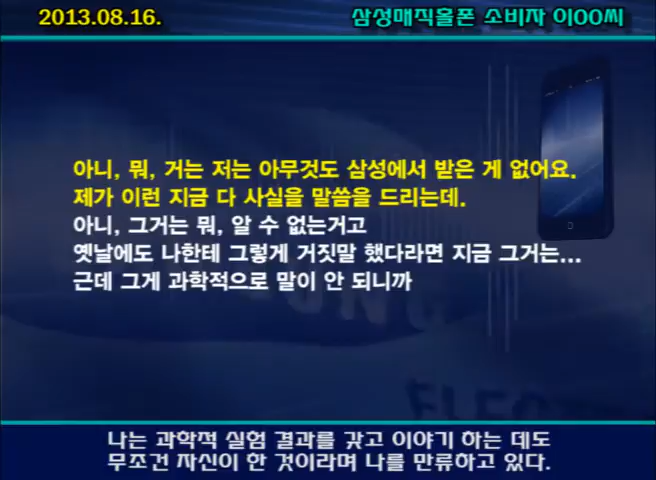 2013.08.16.
삼성매직홀폰 소비자 이OO씨
아니, 뭐, 거는 저는 아무것도 삼성에서 받은 게 없어요.
제가 이런 지금 다 사실을 말씀을 드리는데.
아니, 그거는 뭐, 알 수 없는거고
옛날에도 나한테 그렇게 거짓말 했다라면 지금 그거는...
근데 그게 과학적으로 말이 안 되니까
나는 과학적 실험 결과를 갖고 이야기 하는 데도
무조건 자신이 한 것이라며 나를 만류하고 있다.